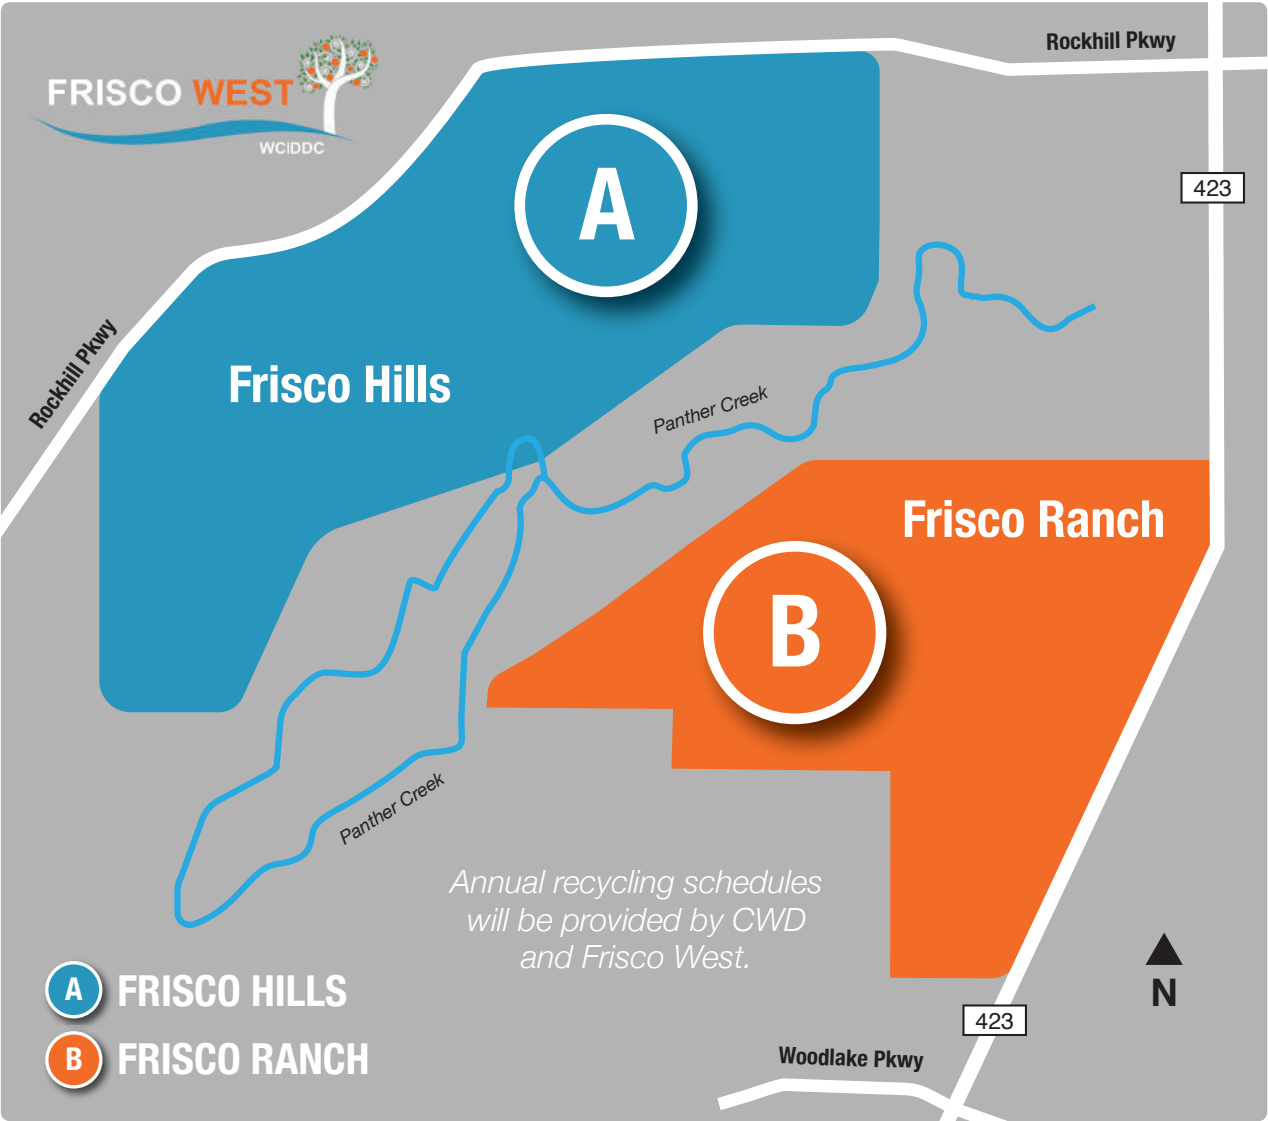 Rockhill Pkwy
FRISCO WEST
WCIDDC
A
423
Rockhill Pkwy
Frisco Hills
Panther Creek
Frisco Ranch
B
Panther Creek
Annual recycling schedules
will be provided by CWD
and Frisco West.
A FRISCO HILLS
B FRISCO RANCH
N
423
Woodlake Pkwy